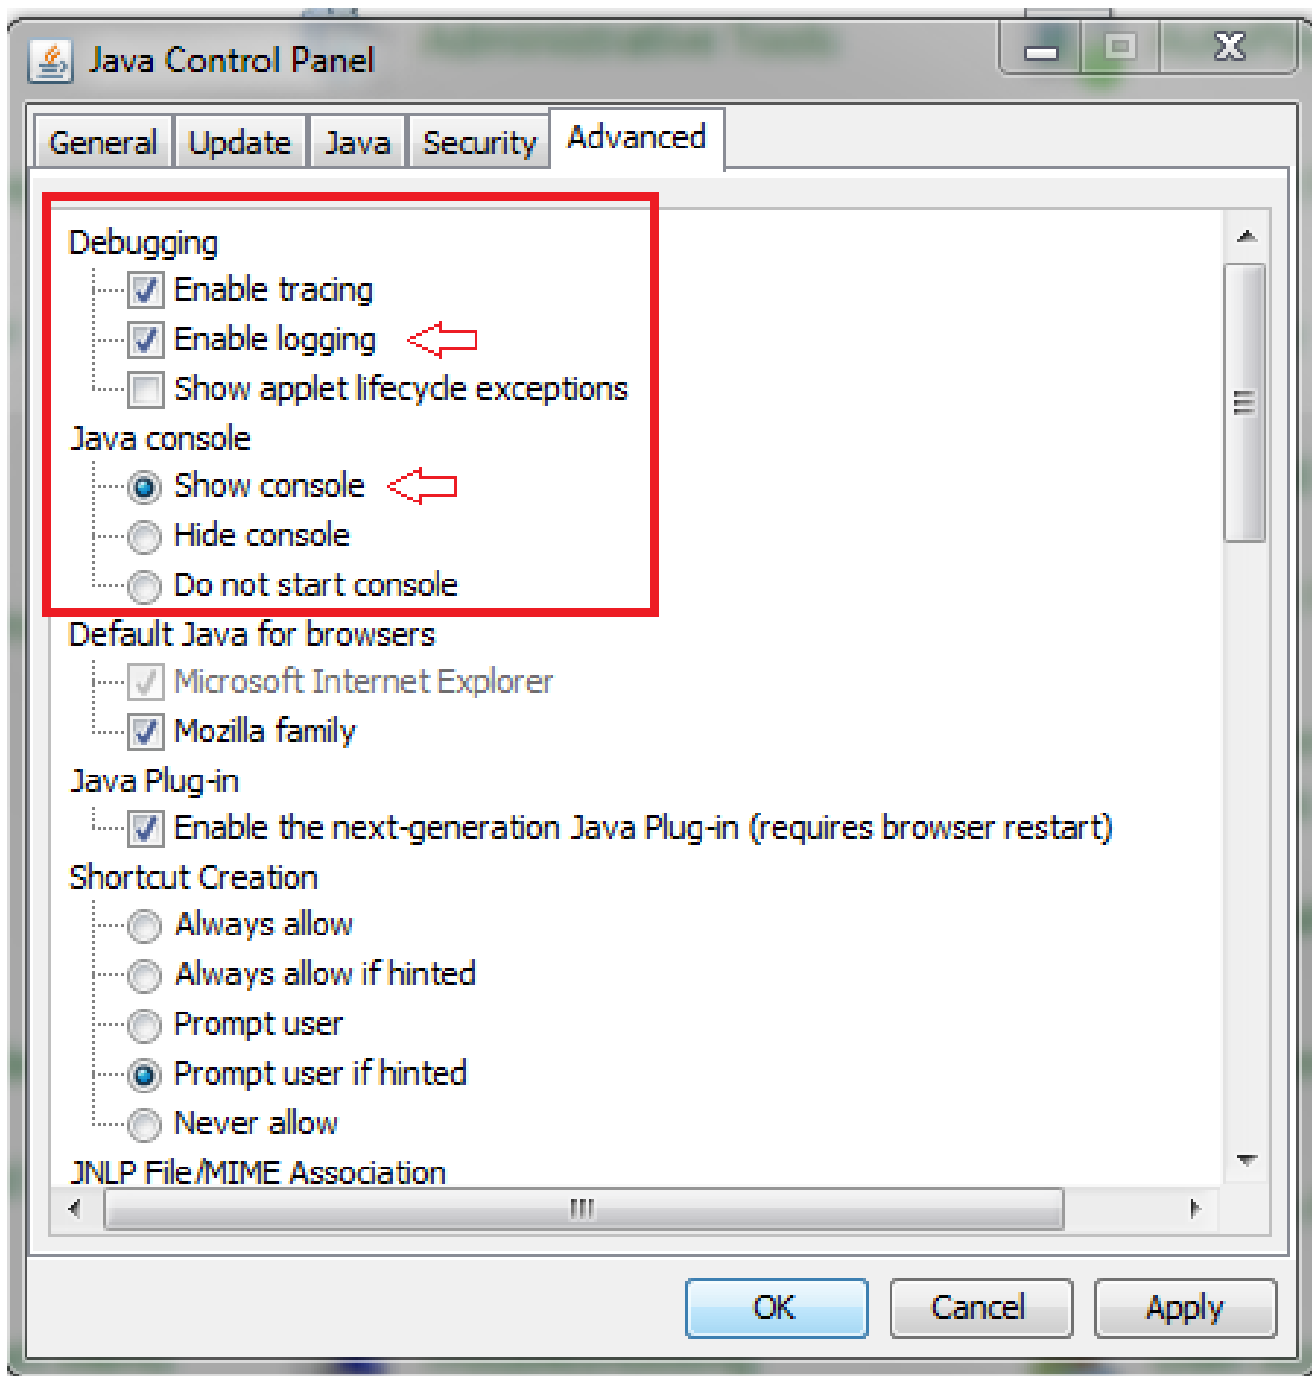 Java Control Panel
General Update Java Security Advanced
Debugging
Enable tracing
Enable logging
Show applet lifecycle exceptions
Java console
Show console
Hide console
Do not start console
Default Java for browsers
Microsoft Internet Explorer
Mozilla family
Java Plug-in
Enable the next-generation Java Plug-in (requires browser restart)
Shortcut Creation
Always allow
Always allow if hinted
Prompt user
Prompt user if hinted
Never allow
JNLP File/MIME Association
OK Cancel Apply